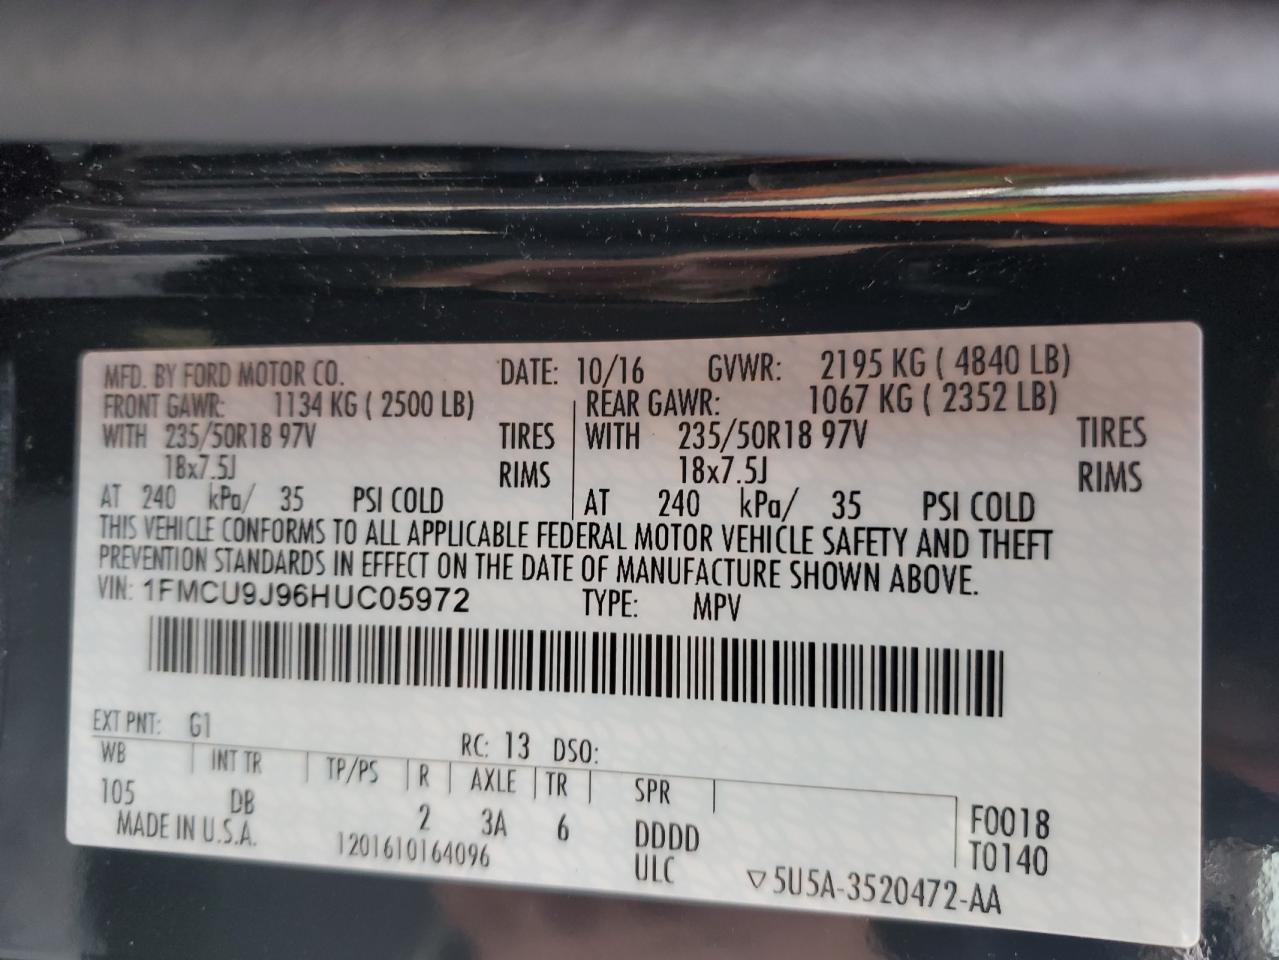 MFD. BY FORD MOTOR CO. DATE: 10/16 GVWR: 2195 KG ( 4840 LB)
FRONT GAWR: 1134 KG ( 2500 LB) REAR GAWR: 1067 KG ( 2352 LB)
WITH 235/50R18 97V TIRES WITH 235/50R18 97V TIRES
18x7.5J RIMS 18x7.5J RIMS
AT 240 kPa/ 35 PSI COLD AT 240 kPa/ 35 PSI COLD
THIS VEHICLE CONFORMS TO ALL APPLICABLE FEDERAL MOTOR VEHICLE SAFETY AND THEFT
PREVENTION STANDARDS IN EFFECT ON THE DATE OF MANUFACTURE SHOWN ABOVE.
VIN: 1FMCU9J96HUC05972 TYPE: MPV
EXT PNT: G1 RC: 13 DSO:
WB INT TR TP/PS R AXLE TR SPR
105 DB 2 3A 6 DDDD F0018
MADE IN U.S.A. 1201610164096 ULC T0140
▽5U5A-3520472-AA